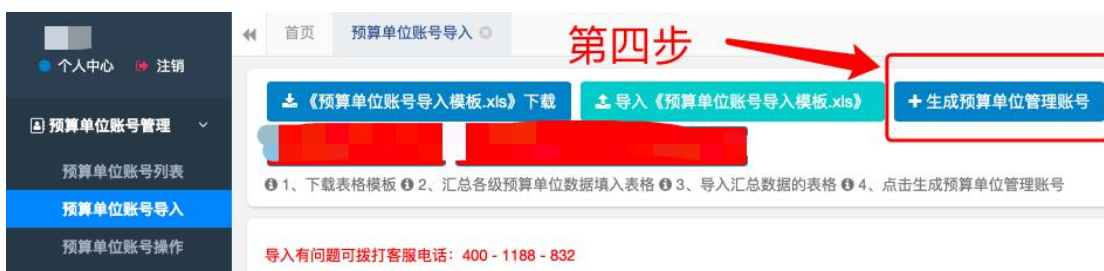 首页
预算单位账号导入
第四步
个人中心
注销
《预算单位账号导入模板.xls》下载
导入《预算单位账号导入模板.xls》
+生成预算单位管理账号
预算单位账号管理
预算单位账号列表
1、下载表格模板 2、汇总各级预算单位数据填入表格 3、导入汇总数据的表格 4、点击生成预算单位管理账号
预算单位账号导入
预算单位账号操作
导入有问题可拨打客服电话：400 - 1188 - 832